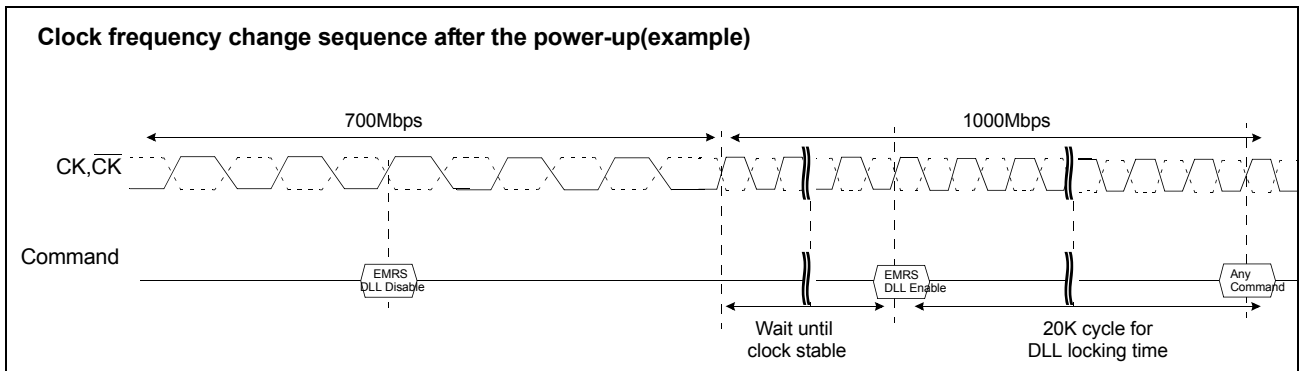 Clock frequency change sequence after the power-up(example)
700Mbps
1000Mbps
CK,CK
Command
EMRS
DLL Disable
EMRS
DLL Enable
Any
Command
Wait until
clock stable
20K cycle for
DLL locking time